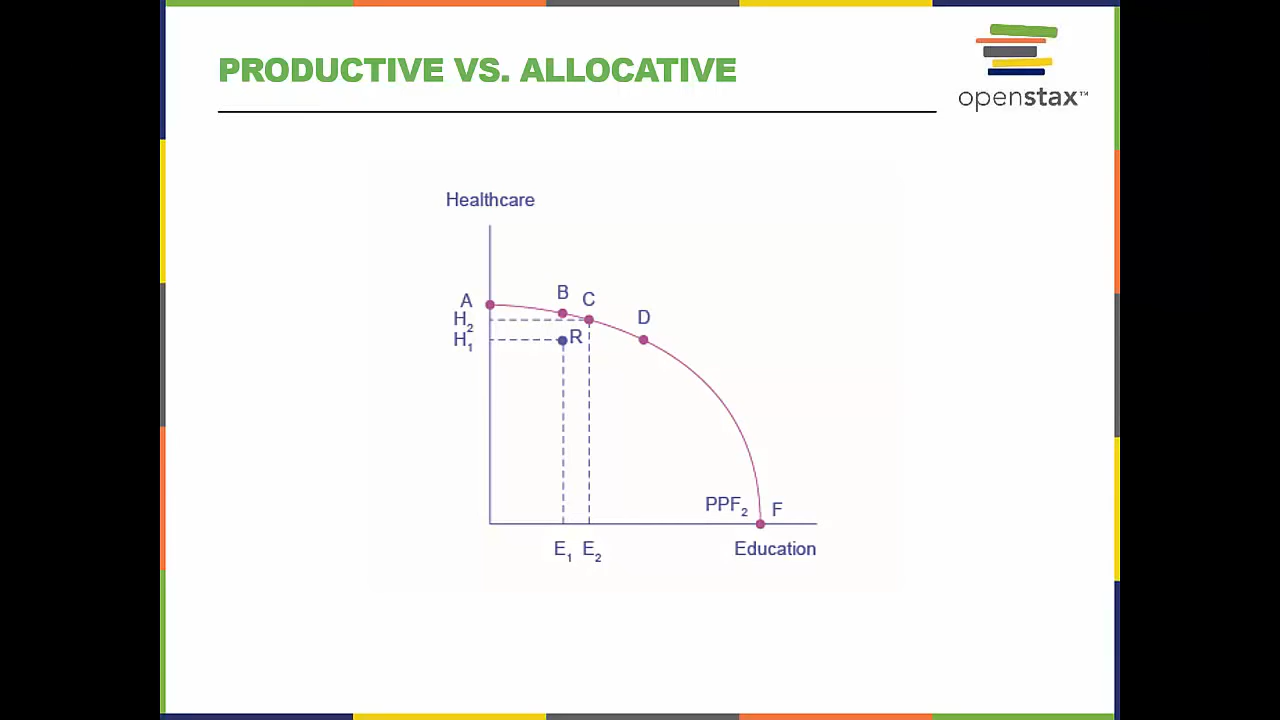 PRODUCTIVE VS. ALLOCATIVE
openstax™
Healthcare
A
B
C
D
H₂
H₁
R
PPF₂
F
E₁
E₂
Education